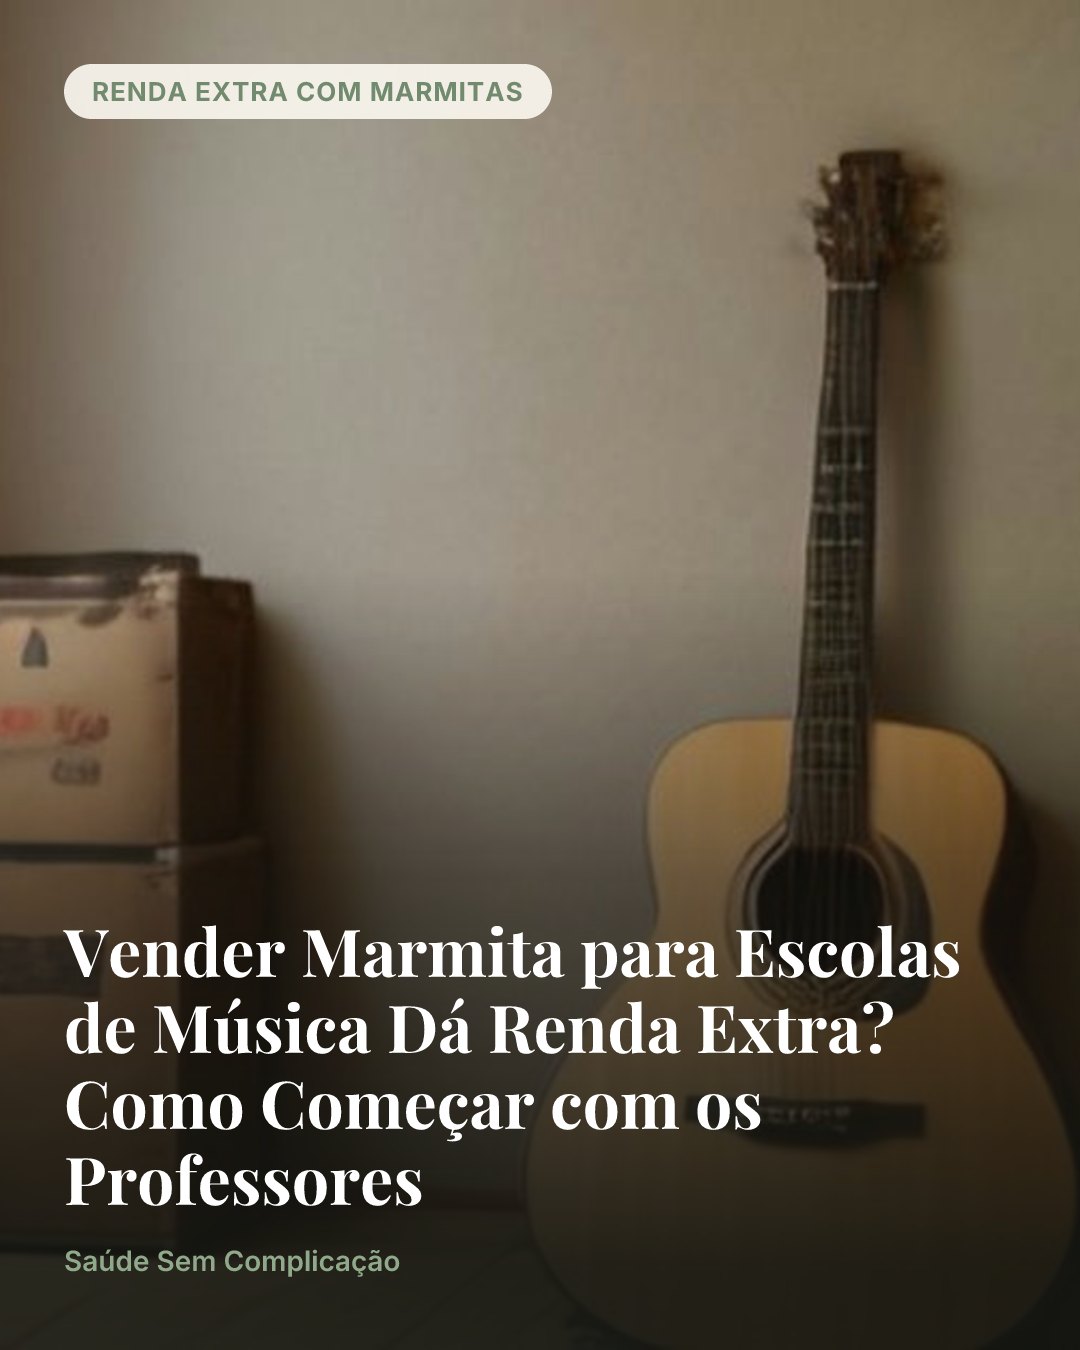 RENDA EXTRA COM MARMITAS
Vender Marmita para Escolas
de Música Dá Renda Extra?
Como Começar com os
Professores
Saúde Sem Complicação